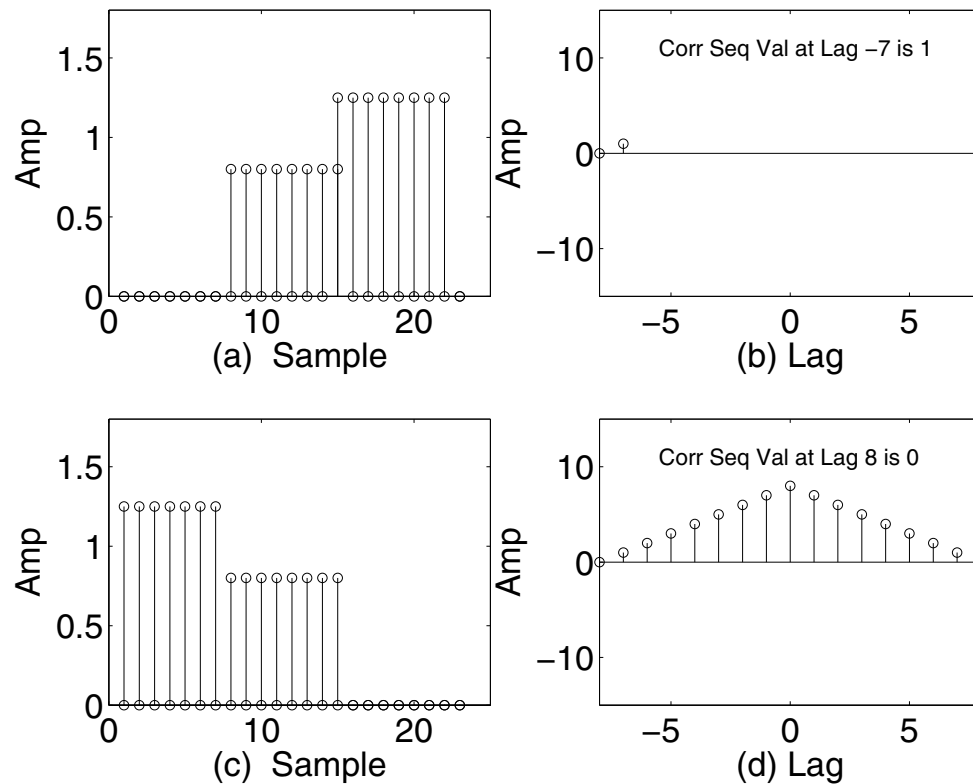 1.5
1
0.5
0
Amp
0 10 20
(a) Sample
10
0
−10
Amp
Corr Seq Val at Lag −7 is 1
−5 0 5
(b) Lag
1.5
1
0.5
0
Amp
0 10 20
(c) Sample
10
0
−10
Amp
Corr Seq Val at Lag 8 is 0
−5 0 5
(d) Lag